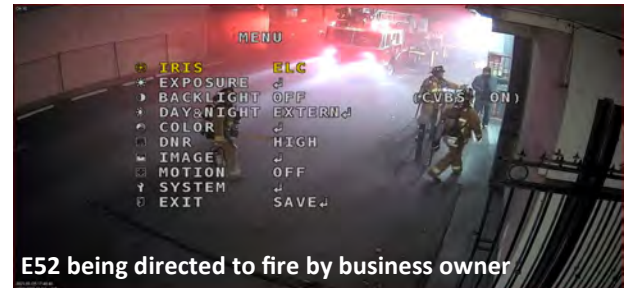 MENU
IRIS ELC
EXPOSURE ↲
BACKLIGHT OFF (CVBS ON)
DAY&NIGHT EXTERN↲
COLOR ↲
DNR HIGH
IMAGE ↲
MOTION OFF
SYSTEM ↲
EXIT SAVE↲
E52 being directed to fire by business owner